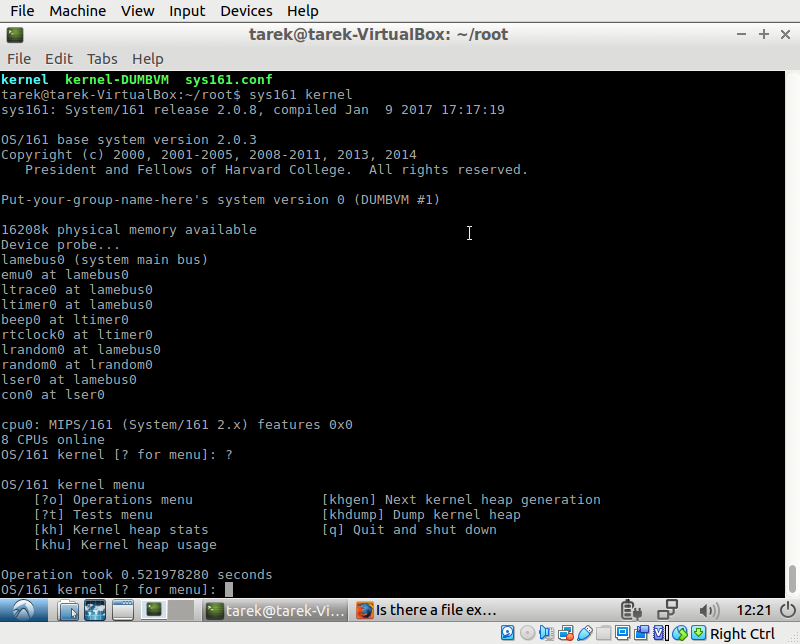 File Machine View Input Devices Help
tarek@tarek-VirtualBox: ~/root
File Edit Tabs Help
kernel  kernel-DUMBVM  sys161.conf
tarek@tarek-VirtualBox:~/root$ sys161 kernel
sys161: System/161 release 2.0.8, compiled Jan  9 2017 17:17:19
OS/161 base system version 2.0.3
Copyright (c) 2000, 2001-2005, 2008-2011, 2013, 2014
   President and Fellows of Harvard College.  All rights reserved.
Put-your-group-name-here's system version 0 (DUMBVM #1)
16208k physical memory available
Device probe...
lamebus0 (system main bus)
emu0 at lamebus0
ltrace0 at lamebus0
ltimer0 at lamebus0
beep0 at ltimer0
rtclock0 at ltimer0
lrandom0 at lamebus0
random0 at lrandom0
lser0 at lamebus0
con0 at lser0
cpu0: MIPS/161 (System/161 2.x) features 0x0
8 CPUs online
OS/161 kernel [? for menu]: ?
OS/161 kernel menu
    [?o] Operations menu                [khgen] Next kernel heap generation
    [?t] Tests menu                     [khdump] Dump kernel heap
    [kh] Kernel heap stats              [q] Quit and shut down
    [khu] Kernel heap usage
Operation took 0.521978280 seconds
OS/161 kernel [? for menu]:
tarek@tarek-Vi... Is there a file ex... 12:21
Right Ctrl